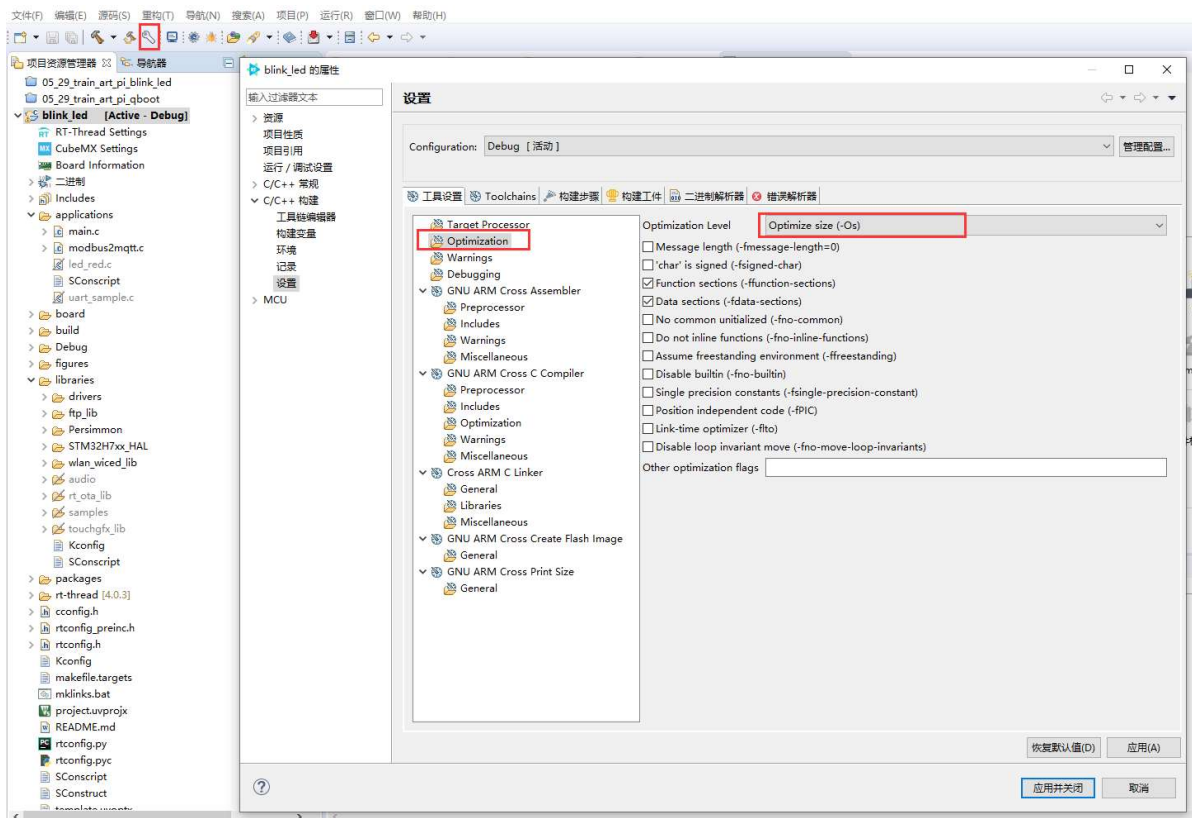 文件(F) 编辑(E) 源码(S) 重构(T) 导航(N) 搜索(A) 项目(P) 运行(R) 窗口(W) 帮助(H)
项目资源管理器 导航器
05_29_train_art_pi_blink_led
05_29_train_art_pi_qboot
blink_led [Active - Debug]
RT-Thread Settings
CubeMX Settings
Board Information
二进制
Includes
applications
main.c
modbus2mqtt.c
led_red.c
SConscript
uart_sample.c
board
build
Debug
figures
libraries
drivers
ftp_lib
Persimmon
STM32H7xx_HAL
wlan_wiced_lib
audio
rt_ota_lib
samples
touchgfx_lib
Kconfig
SConscript
packages
rt-thread [4.0.3]
cconfig.h
rtconfig_preinc.h
rtconfig.h
Kconfig
makefile.targets
mklinks.bat
project.uvprojx
README.md
rtconfig.py
rtconfig.pyc
SConscript
SConstruct
blink_led 的属性
输入过滤器文本
资源
项目性质
项目引用
运行 / 调试设置
C/C++ 常规
C/C++ 构建
工具链编辑器
构建变量
环境
记录
设置
MCU
设置
Configuration: Debug [ 活动 ] 管理配置...
工具设置 Toolchains 构建步骤 构建工件 二进制解析器 错误解析器
Target Processor
Optimization
Warnings
Debugging
GNU ARM Cross Assembler
Preprocessor
Includes
Warnings
Miscellaneous
GNU ARM Cross C Compiler
Preprocessor
Includes
Optimization
Warnings
Miscellaneous
Cross ARM C Linker
General
Libraries
Miscellaneous
GNU ARM Cross Create Flash Image
General
GNU ARM Cross Print Size
General
Optimization Level Optimize size (-Os)
Message length (-fmessage-length=0)
'char' is signed (-fsigned-char)
Function sections (-ffunction-sections)
Data sections (-fdata-sections)
No common unitialized (-fno-common)
Do not inline functions (-fno-inline-functions)
Assume freestanding environment (-ffreestanding)
Disable builtin (-fno-builtin)
Single precision constants (-fsingle-precision-constant)
Position independent code (-fPIC)
Link-time optimizer (-flto)
Disable loop invariant move (-fno-move-loop-invariants)
Other optimization flags
恢复默认值(D) 应用(A)
应用并关闭 取消